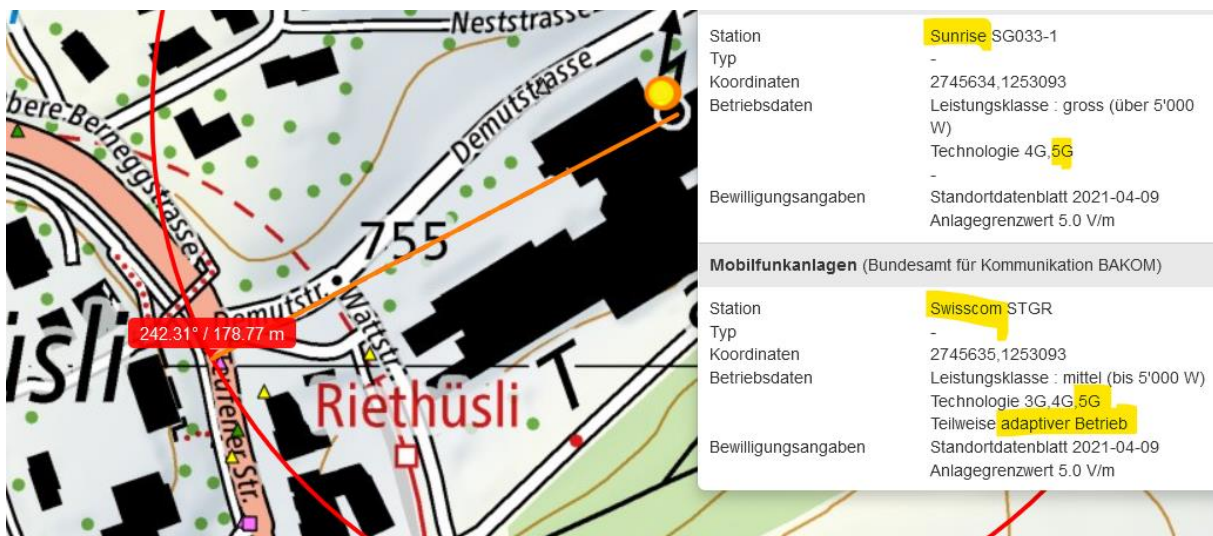 Neststrasse
bere Berneggstrasse
Demutstrasse
755
Demutstr.
Wattstr.
242.31° / 178.77 m
isli
Teufener Str.
Riethüsli
T
Station Sunrise SG033-1
Typ -
Koordinaten 2745634,1253093
Betriebsdaten Leistungsklasse : gross (über 5'000
W)
Technologie 4G,5G
-
Bewilligungsangaben Standortdatenblatt 2021-04-09
Anlagegrenzwert 5.0 V/m
Mobilfunkanlagen (Bundesamt für Kommunikation BAKOM)
Station Swisscom STGR
Typ -
Koordinaten 2745635,1253093
Betriebsdaten Leistungsklasse : mittel (bis 5'000 W)
Technologie 3G,4G,5G
Teilweise adaptiver Betrieb
Bewilligungsangaben Standortdatenblatt 2021-04-09
Anlagegrenzwert 5.0 V/m